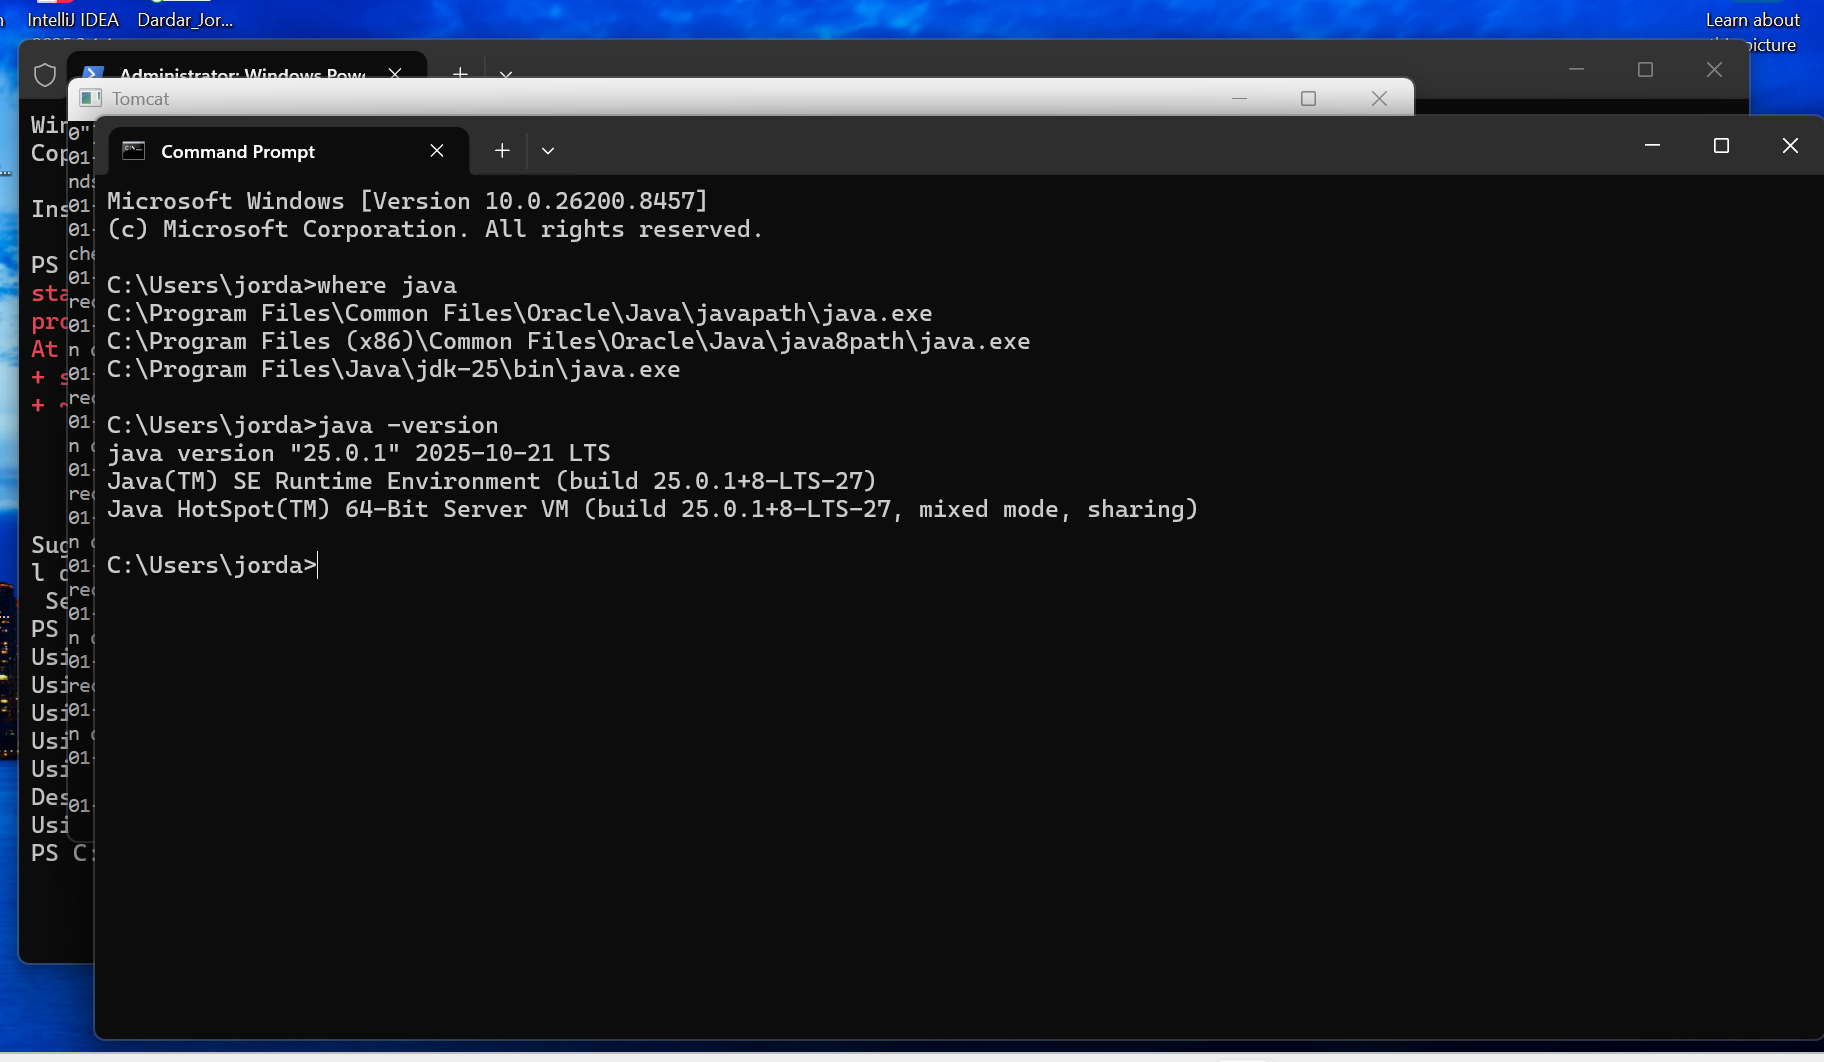 IntelliJ IDEA
Dardar_Jor...
Learn about
picture
Administrator: Windows Pow
Tomcat
Command Prompt
Microsoft Windows [Version 10.0.26200.8457]
(c) Microsoft Corporation. All rights reserved.
C:\Users\jorda>where java
C:\Program Files\Common Files\Oracle\Java\javapath\java.exe
C:\Program Files (x86)\Common Files\Oracle\Java\java8path\java.exe
C:\Program Files\Java\jdk-25\bin\java.exe
C:\Users\jorda>java -version
java version "25.0.1" 2025-10-21 LTS
Java(TM) SE Runtime Environment (build 25.0.1+8-LTS-27)
Java HotSpot(TM) 64-Bit Server VM (build 25.0.1+8-LTS-27, mixed mode, sharing)
C:\Users\jorda>
PS
At
PS
PS C: